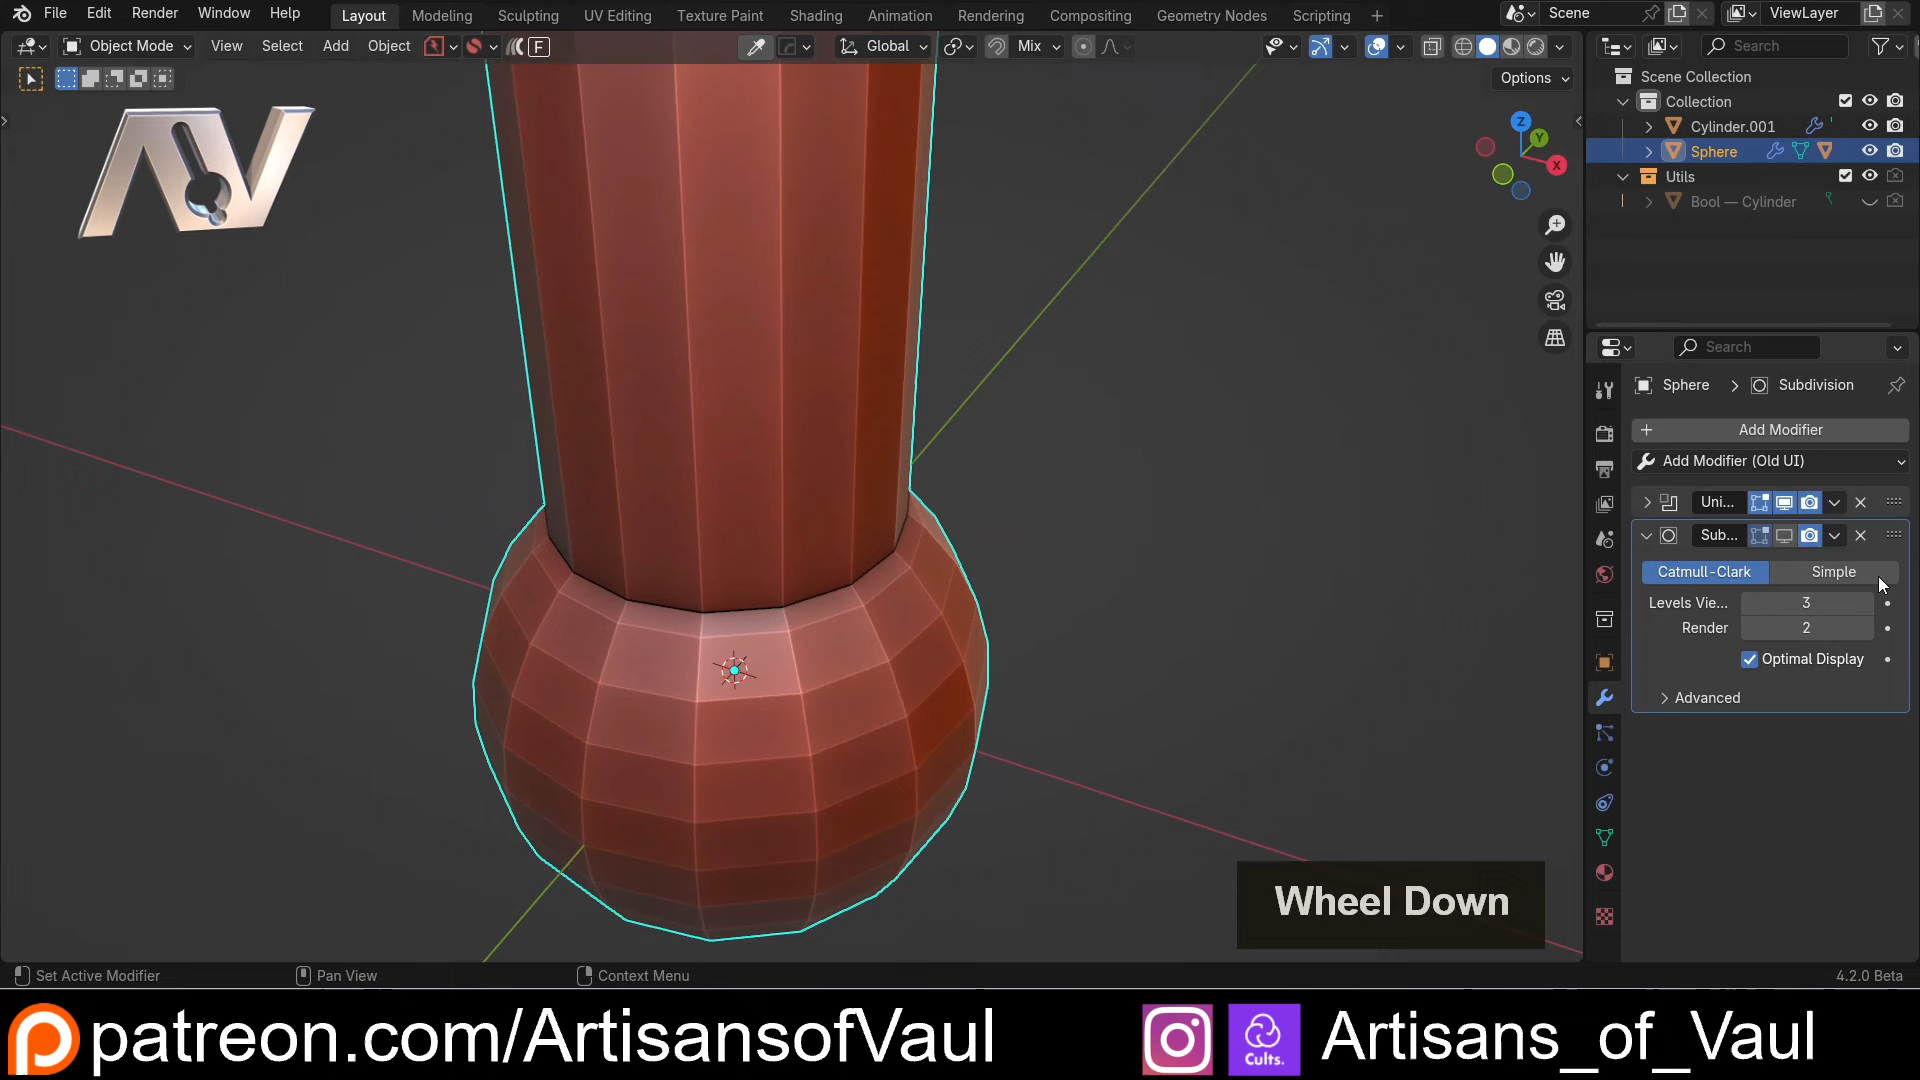 File Edit Render Window Help Layout Modeling Sculpting UV Editing Texture Paint Shading Animation Rendering Compositing Geometry Nodes Scripting + Scene ViewLayer
Object Mode View Select Add Object F Global Mix Search
Options
Scene Collection
Collection
Cylinder.001
Sphere
Utils
Bool — Cylinder
Z
Y
X
AV
Search
Sphere Subdivision
Add Modifier
Add Modifier (Old UI)
Uni...
Sub...
Catmull-Clark Simple
Levels Vie... 3
Render 2
Optimal Display
Advanced
Wheel Down
Set Active Modifier Pan View Context Menu 4.2.0 Beta
patreon.com/ArtisansofVaul Cults. Artisans_of_Vaul